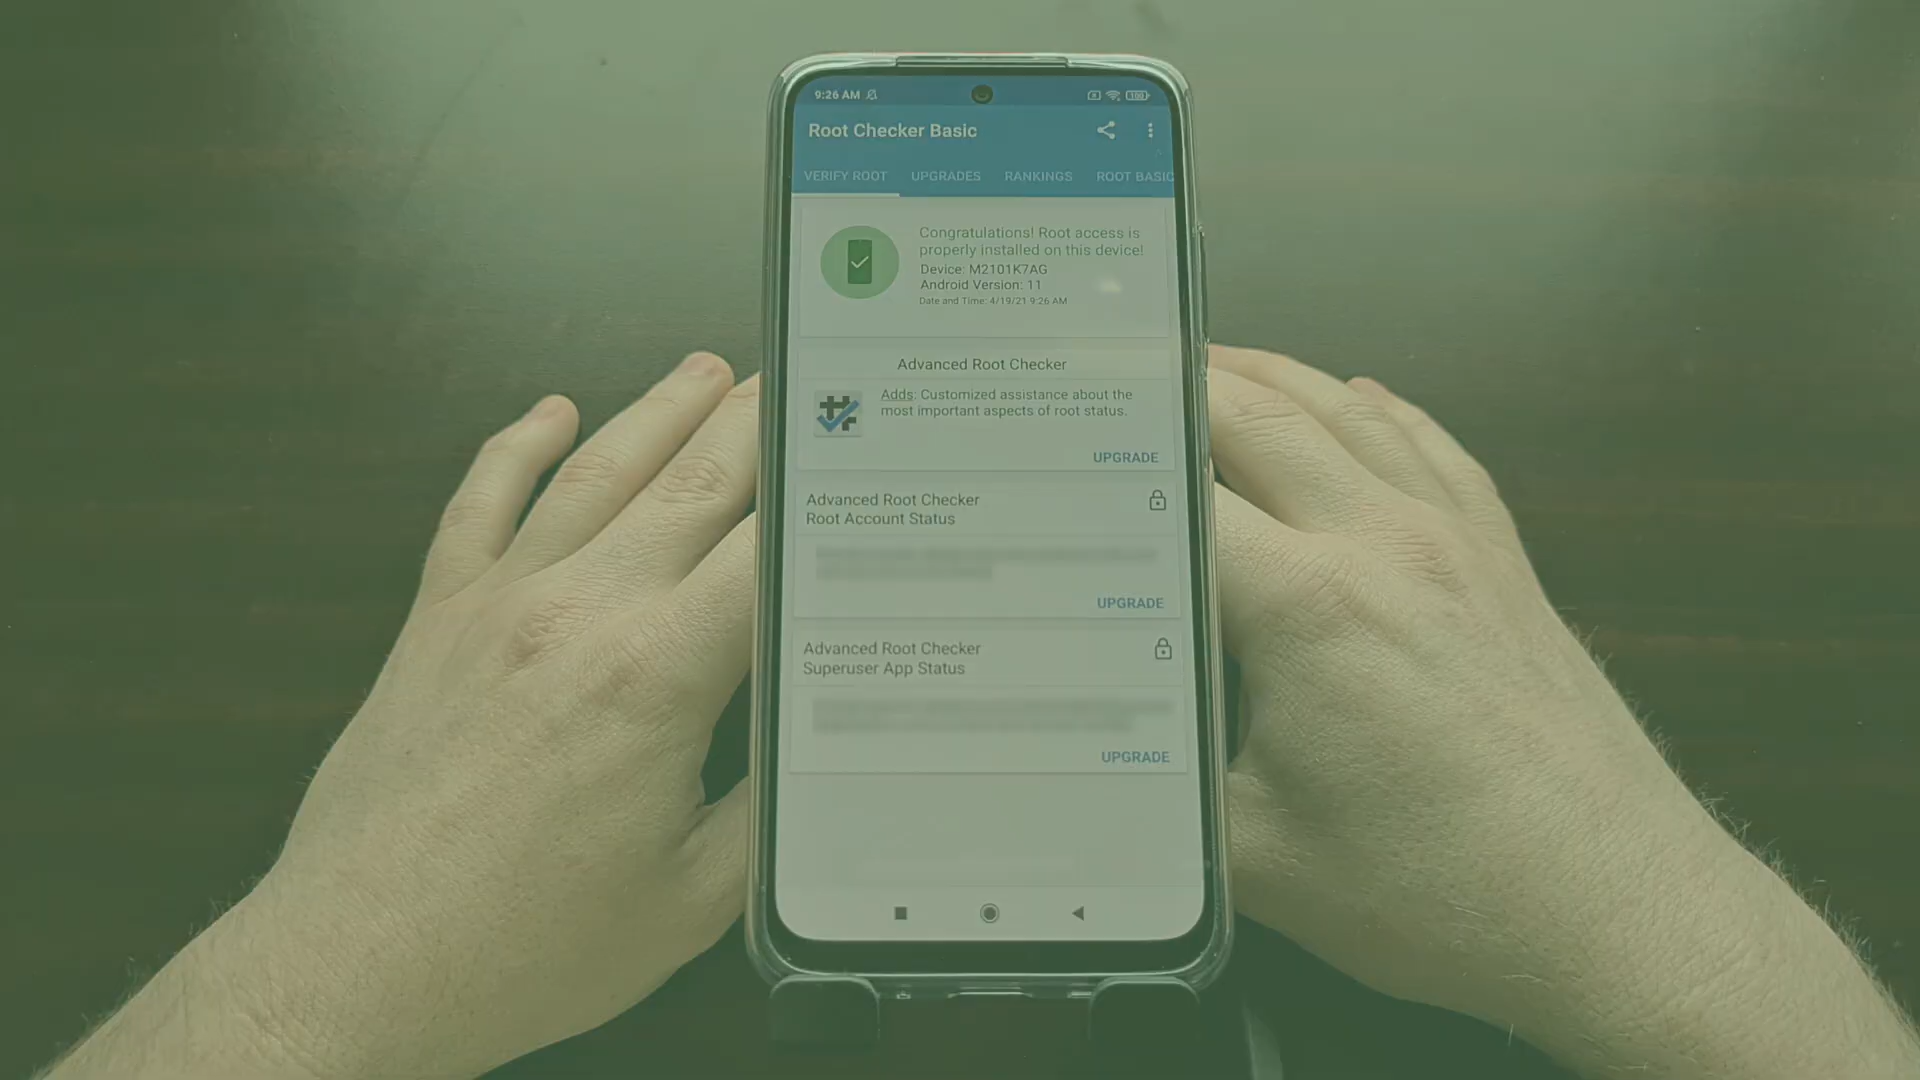 9:26 AM
100
Root Checker Basic
VERIFY ROOT UPGRADES RANKINGS ROOT BASIC
Congratulations! Root access is
properly installed on this device!
Device: M2101K7AG
Android Version: 11
Date and Time: 4/19/21 9:26 AM
Advanced Root Checker
Adds: Customized assistance about the
most important aspects of root status.
UPGRADE
Advanced Root Checker
Root Account Status
UPGRADE
Advanced Root Checker
Superuser App Status
UPGRADE